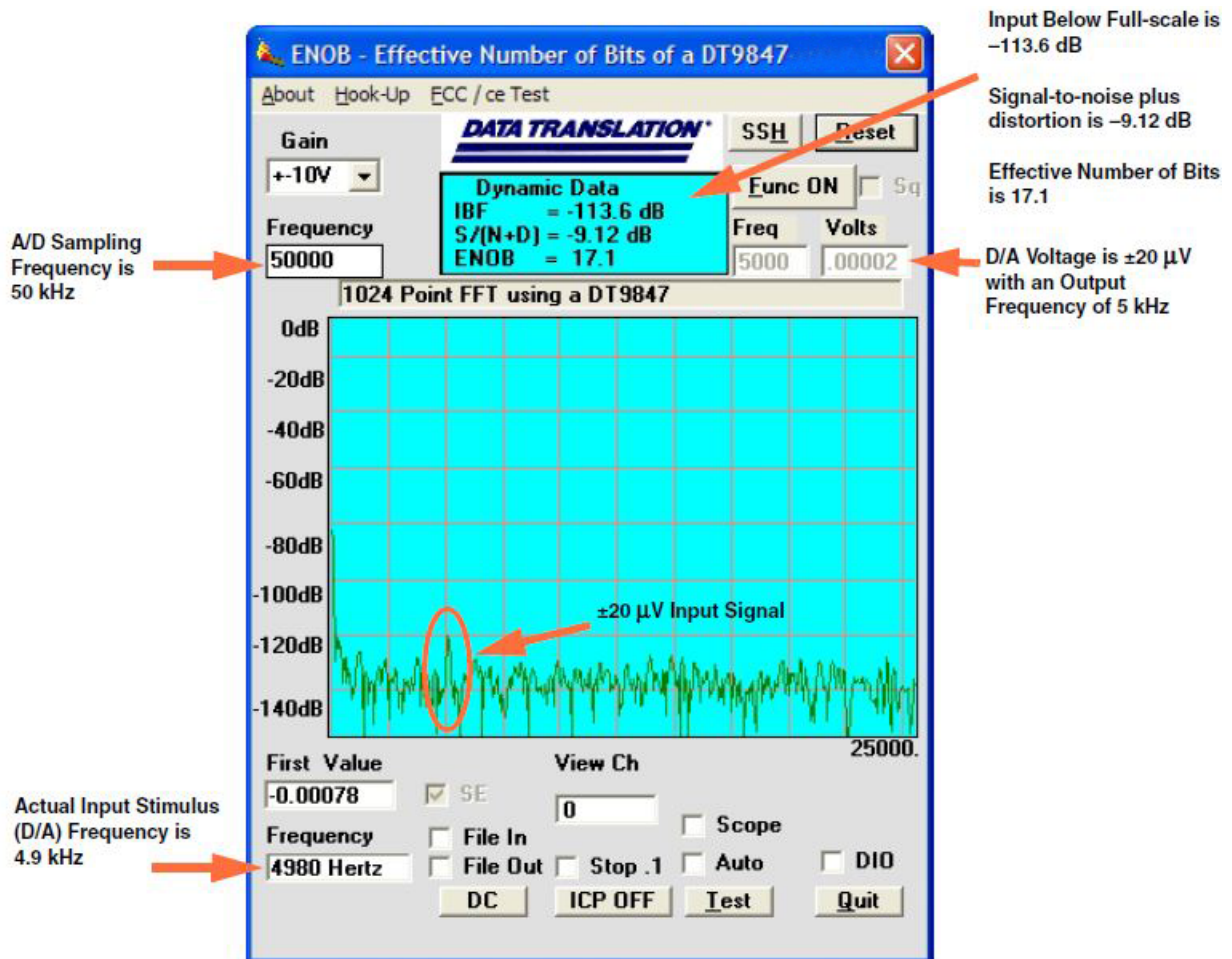 Input Below Full-scale is
–113.6 dB
Signal-to-noise plus
distortion is –9.12 dB
Effective Number of Bits
is 17.1
D/A Voltage is ±20 µV
with an Output
Frequency of 5 kHz
A/D Sampling
Frequency is
50 kHz
Actual Input Stimulus
(D/A) Frequency is
4.9 kHz
ENOB - Effective Number of Bits of a DT9847
About Hook-Up FCC / ce Test
Gain
+-10V
DATA TRANSLATION
SSH
Reset
Dynamic Data
IBF = -113.6 dB
S/(N+D) = -9.12 dB
ENOB = 17.1
Func ON
Sq
Frequency
50000
Freq
5000
Volts
.00002
1024 Point FFT using a DT9847
0dB
-20dB
-40dB
-60dB
-80dB
-100dB
-120dB
-140dB
±20 µV Input Signal
25000.
First Value
-0.00078
SE
View Ch
0
Frequency
4980 Hertz
File In
File Out
Stop .1
Scope
Auto
DIO
DC
ICP OFF
Test
Quit